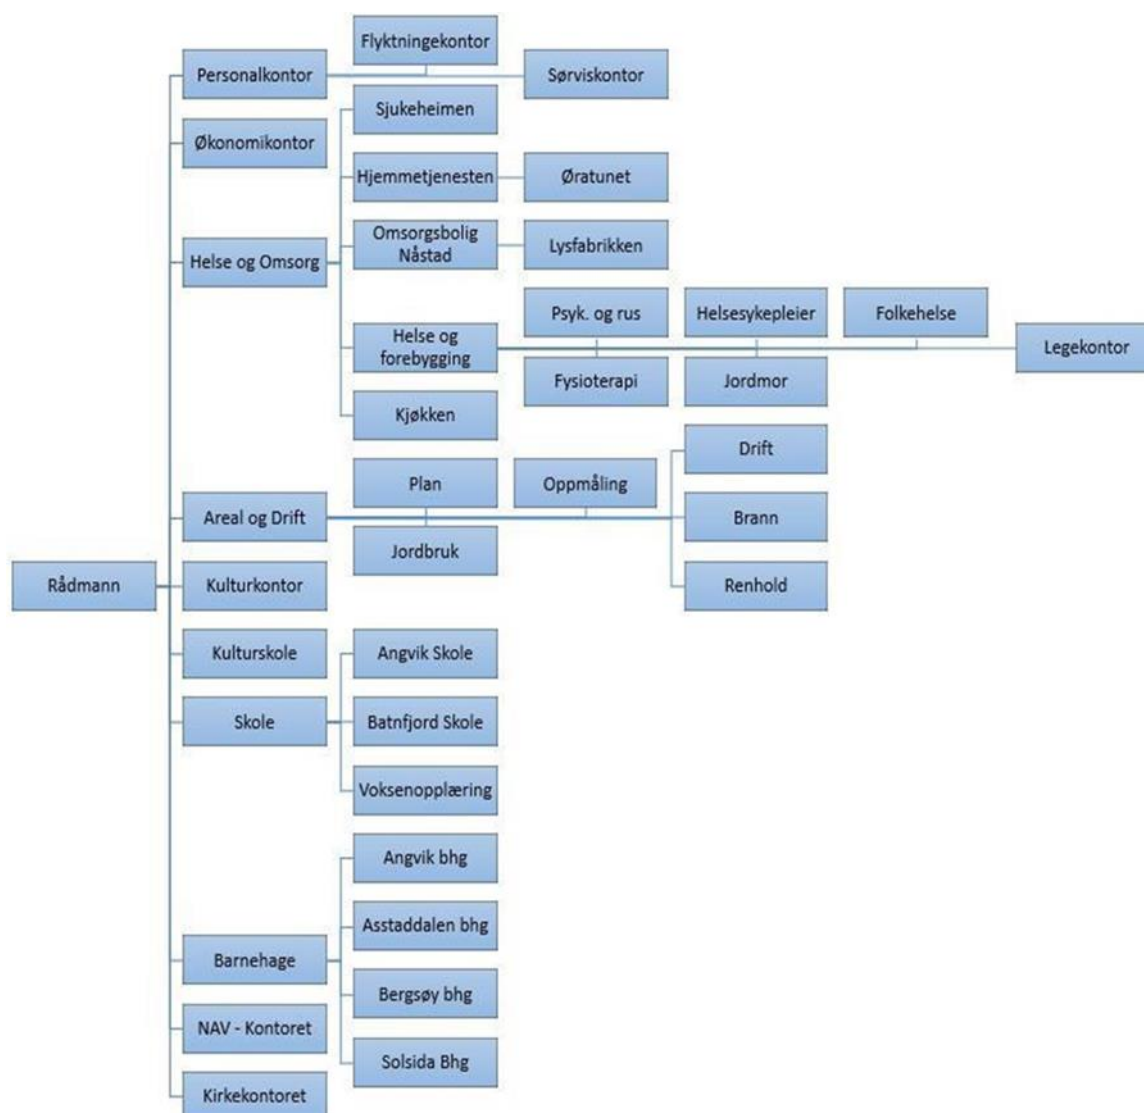 Flyktningekontor
Personalkontor
Sørviskontor
Sjukeheimen
Økonomikontor
Hjemmetjenesten
Øratunet
Omsorgsbolig
Nåstad
Lysfabrikken
Helse og Omsorg
Psyk. og rus
Helsesykepleier
Folkehelse
Helse og
forebygging
Legekontor
Fysioterapi
Jordmor
Kjøkken
Drift
Plan
Oppmåling
Areal og Drift
Brann
Jordbruk
Renhold
Rådmann
Kulturkontor
Kulturskole
Angvik Skole
Skole
Batnfjord Skole
Voksenopplæring
Angvik bhg
Asstaddalen bhg
Barnehage
Bergsøy bhg
NAV - Kontoret
Solsida Bhg
Kirkekontoret